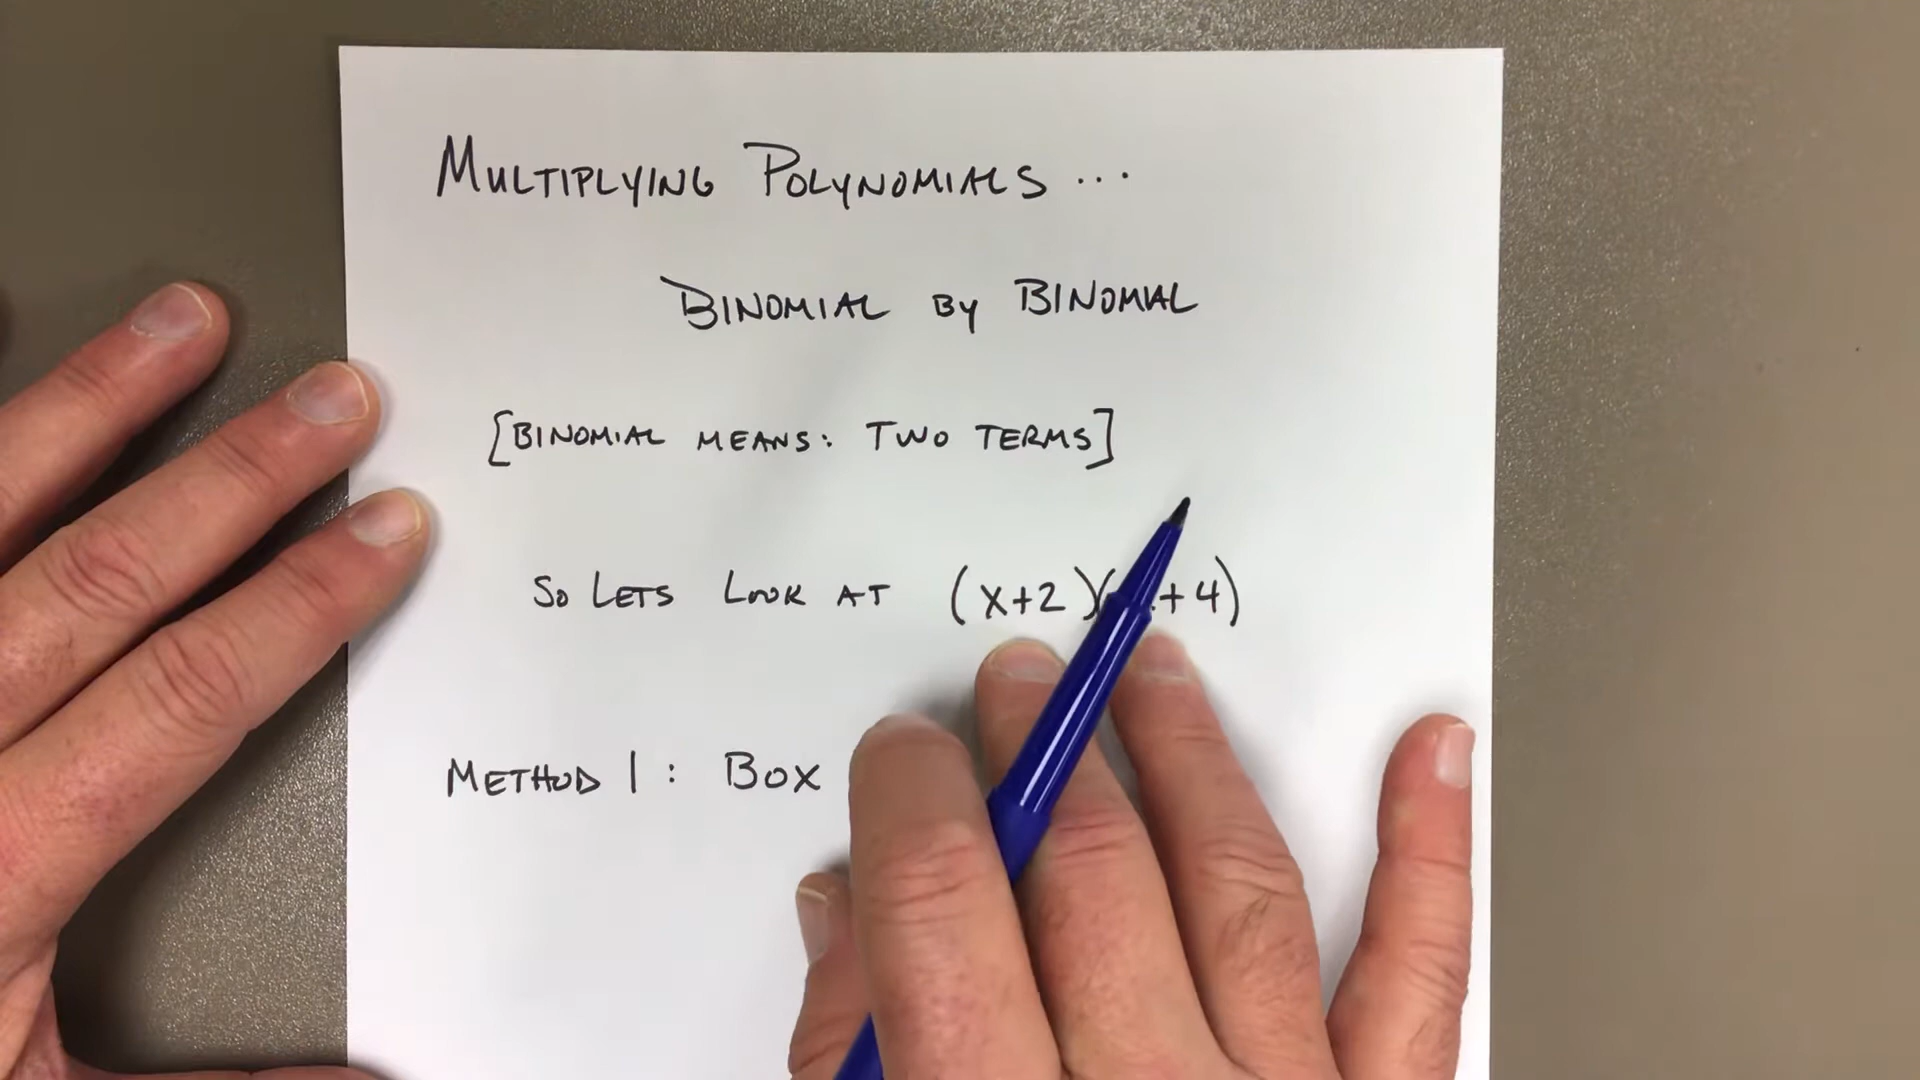 MULTIPLYING POLYNOMIALS ...
BINOMIAL BY BINOMIAL
[BINOMIAL MEANS: TWO TERMS]
SO LETS LOOK AT (x+2)( +4)
METHOD 1: BOX